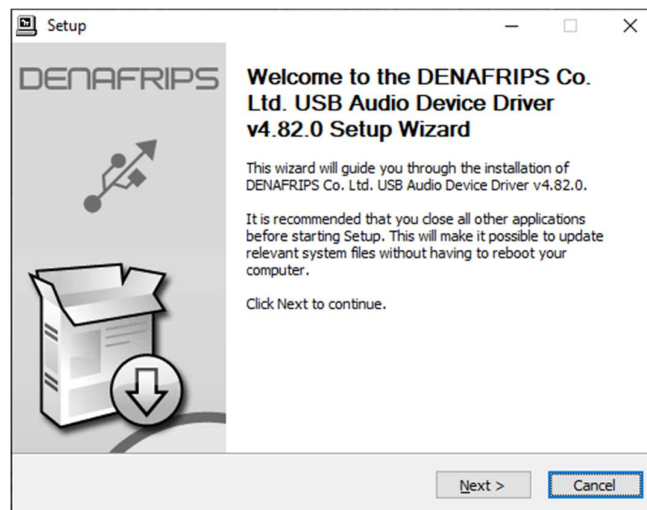 Setup
DENAFRIPS
Welcome to the DENAFRIPS Co.
Ltd. USB Audio Device Driver
v4.82.0 Setup Wizard
This wizard will guide you through the installation of
DENAFRIPS Co. Ltd. USB Audio Device Driver v4.82.0.
It is recommended that you close all other applications
before starting Setup. This will make it possible to update
relevant system files without having to reboot your
computer.
Click Next to continue.
Next >
Cancel